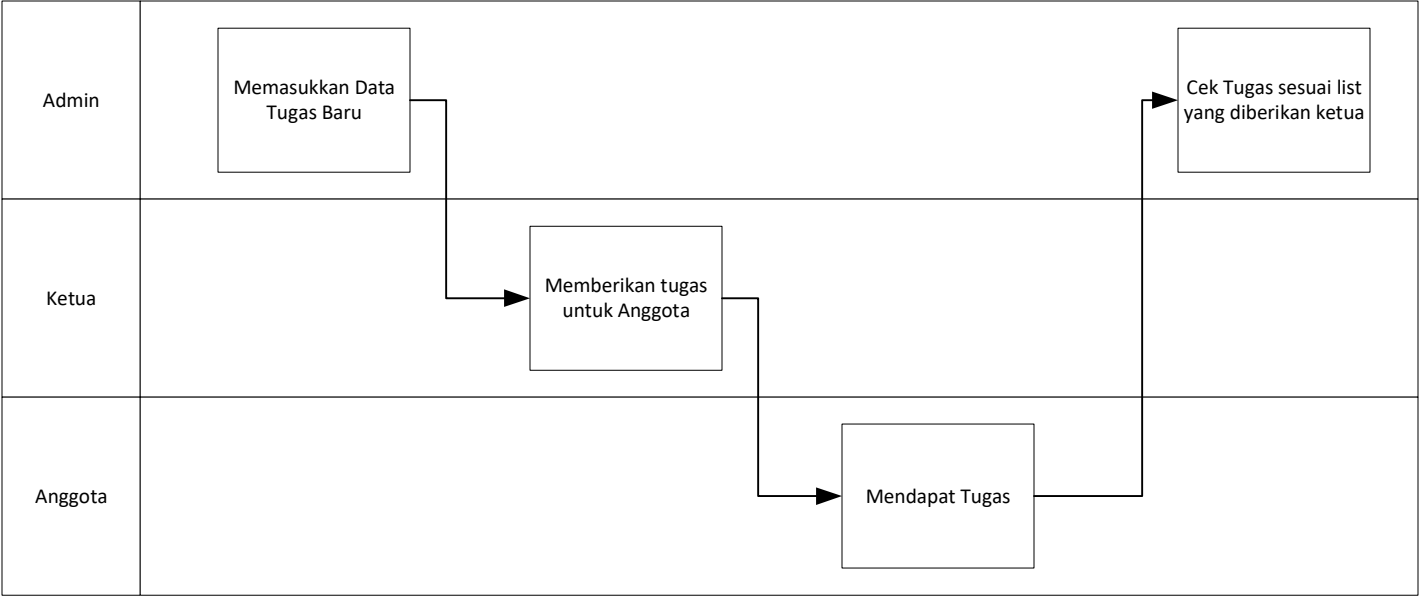 Admin
Memasukkan Data
Tugas Baru
Cek Tugas sesuai list
yang diberikan ketua
Ketua
Memberikan tugas
untuk Anggota
Anggota
Mendapat Tugas